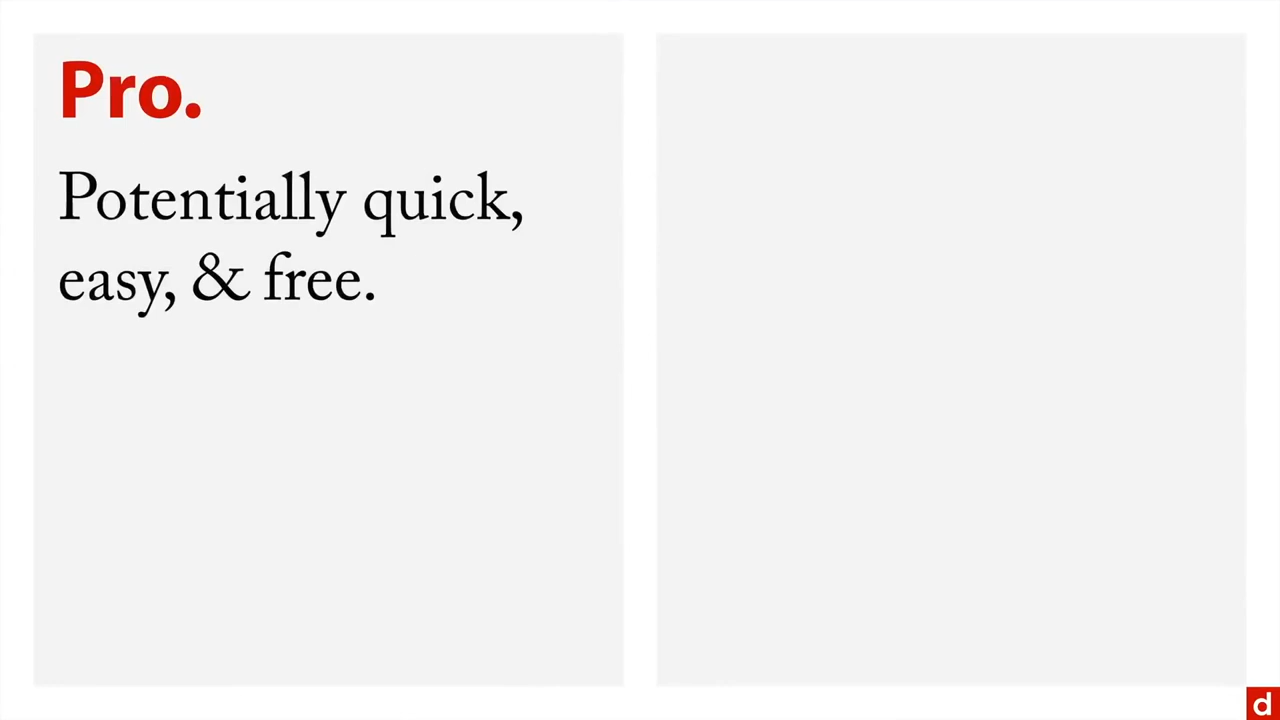 Pro.
Potentially quick,
easy, & free.
d